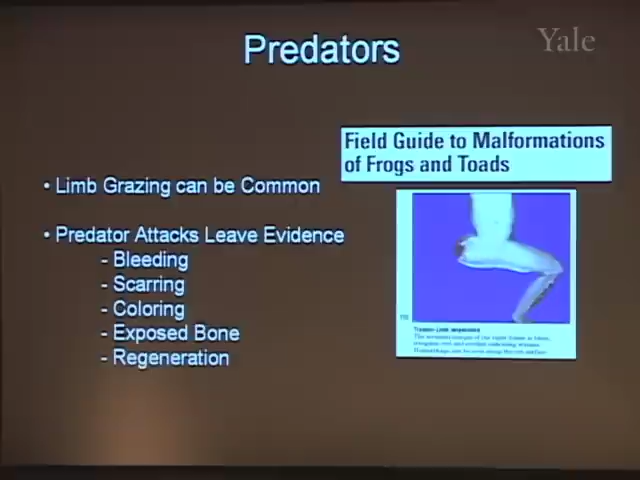 Predators
Yale
Field Guide to Malformations
of Frogs and Toads
• Limb Grazing can be Common
• Predator Attacks Leave Evidence
- Bleeding
- Scarring
- Coloring
- Exposed Bone
- Regeneration